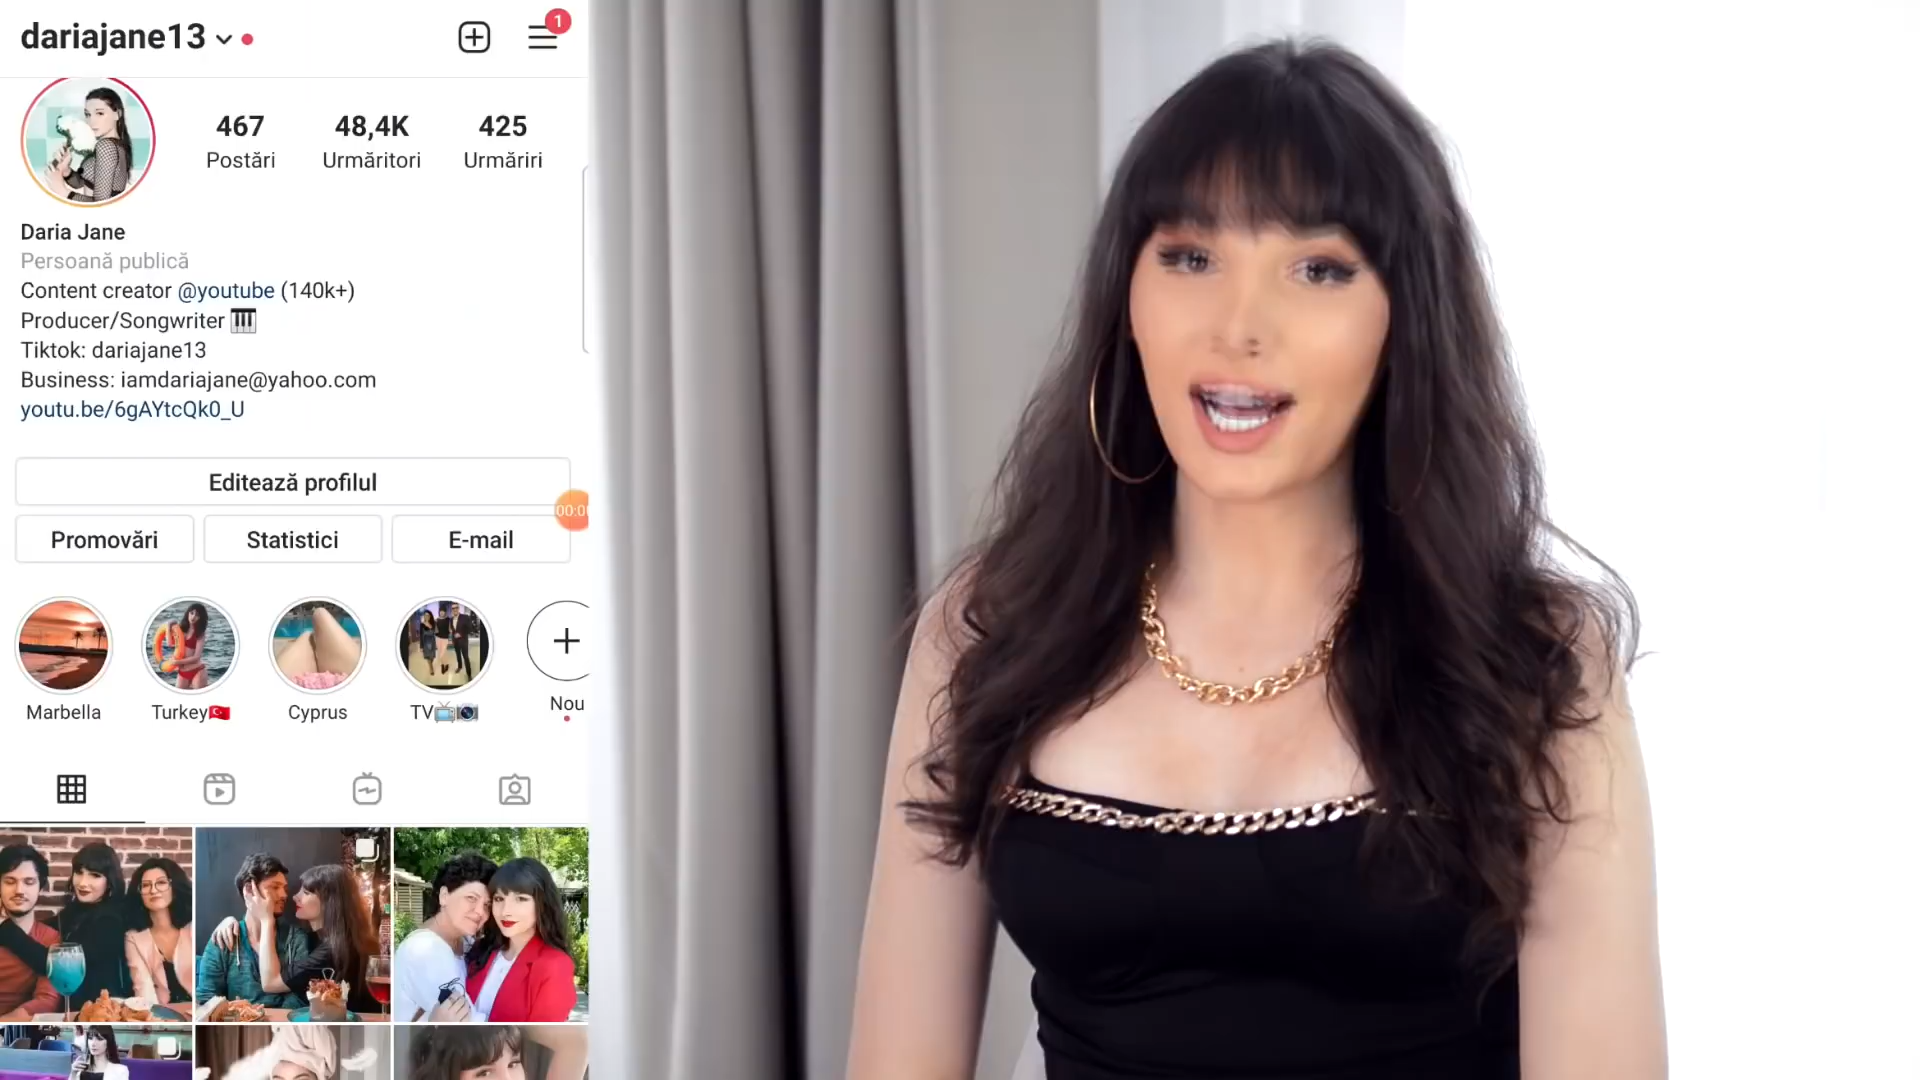 dariajane13
1
467
48,4K
425
Postări
Urmăritori
Urmăriri
Daria Jane
Persoană publică
Content creator @youtube (140k+)
Producer/Songwriter
Tiktok: dariajane13
Business: iamdariajane@yahoo.com
youtu.be/6gAYtcQk0_U
Editează profilul
Promovări
Statistici
E-mail
Marbella
Turkey
Cyprus
TV
Nou